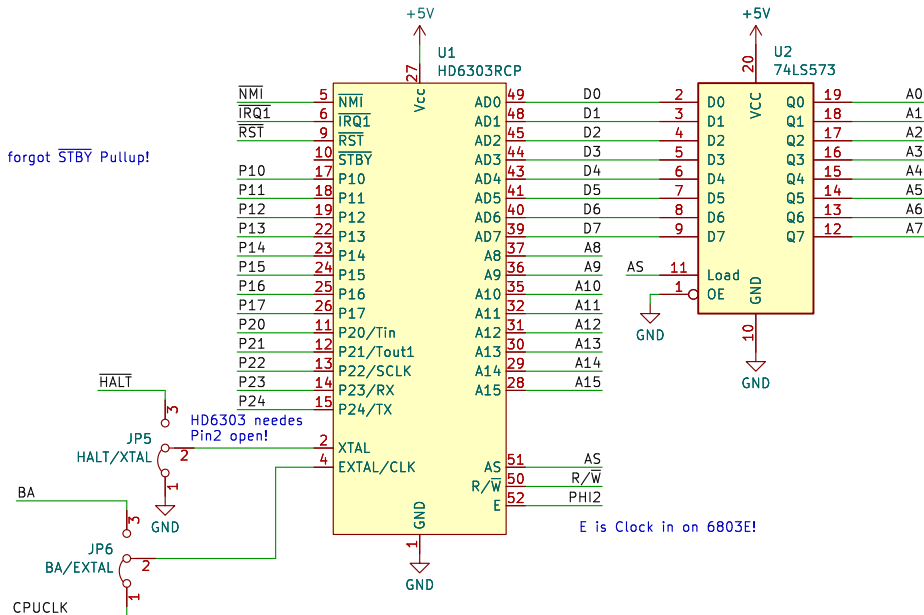 +5V
U1
HD6303RCP
27
Vcc
NMI 5 NMI
IRQ1 6 IRQ1
RST 9 RST
10 STBY
P10 17 P10
P11 18 P11
P12 19 P12
P13 22 P13
P14 23 P14
P15 24 P15
P16 25 P16
P17 26 P17
P20 11 P20/Tin
P21 12 P21/Tout1
P22 13 P22/SCLK
P23 14 P23/RX
P24 15 P24/TX
2 XTAL
4 EXTAL/CLK
AD0 49 D0
AD1 48 D1
AD2 45 D2
AD3 44 D3
AD4 43 D4
AD5 41 D5
AD6 40 D6
AD7 39 D7
A8 37 A8
A9 36 A9
A10 35 A10
A11 32 A11
A12 31 A12
A13 30 A13
A14 29 A14
A15 28 A15
AS 51 AS
R/W 50 R/W
E 52 PHI2
GND
1
GND
forgot STBY Pullup!
HD6303 needes
Pin2 open!
E is Clock in on 6803E!
HALT
3
JP5
HALT/XTAL
2
1
GND
BA
3
JP6
BA/EXTAL
2
1
CPUCLK
+5V
U2
74LS573
20
VCC
2 D0
3 D1
4 D2
5 D3
6 D4
7 D5
8 D6
9 D7
AS 11 Load
1 OE
GND
Q0 19 A0
Q1 18 A1
Q2 17 A2
Q3 16 A3
Q4 15 A4
Q5 14 A5
Q6 13 A6
Q7 12 A7
GND
10
GND